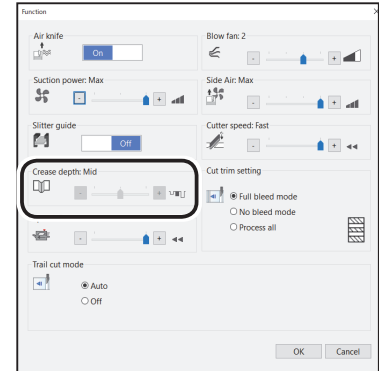 Function
Air knife
On
Blow fan: 2
- +
Suction power: Max
- +
Side Air: Max
- +
Slitter guide
Off
Cutter speed: Fast
- +
Crease depth: Mid
- +
Cut trim setting
Full bleed mode
No bleed mode
Process all
- +
Trail cut mode
Auto
Off
OK Cancel